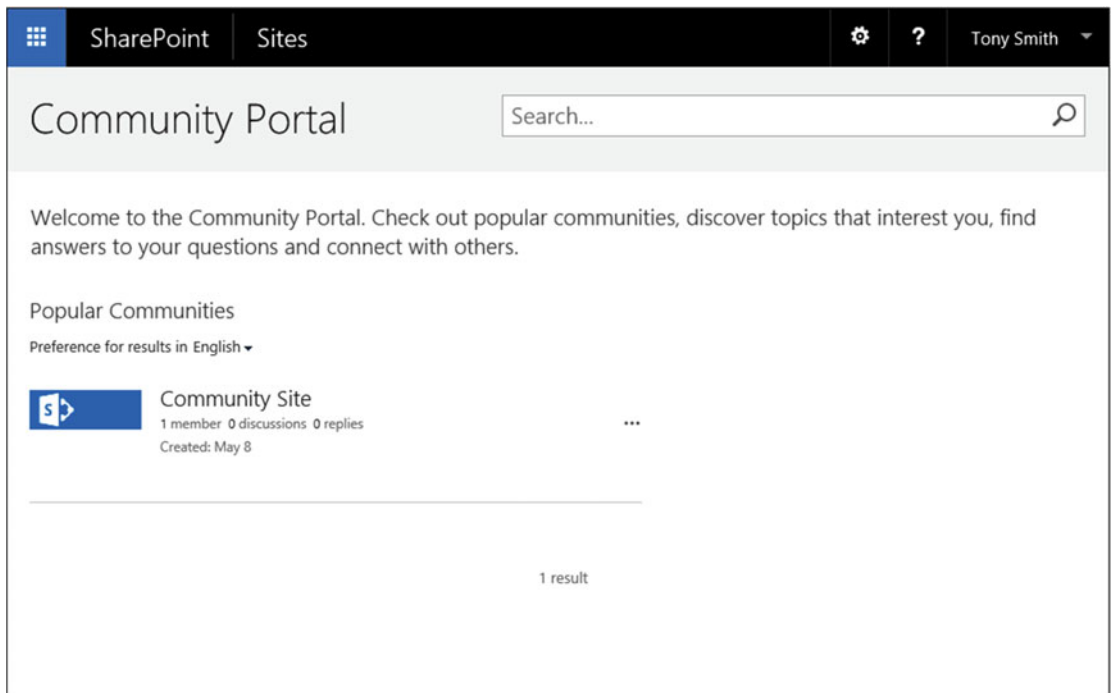 SharePoint Sites ? Tony Smith
Community Portal
Search...
Welcome to the Community Portal. Check out popular communities, discover topics that interest you, find
answers to your questions and connect with others.
Popular Communities
Preference for results in English
S
Community Site
1 member 0 discussions 0 replies
...
Created: May 8
1 result